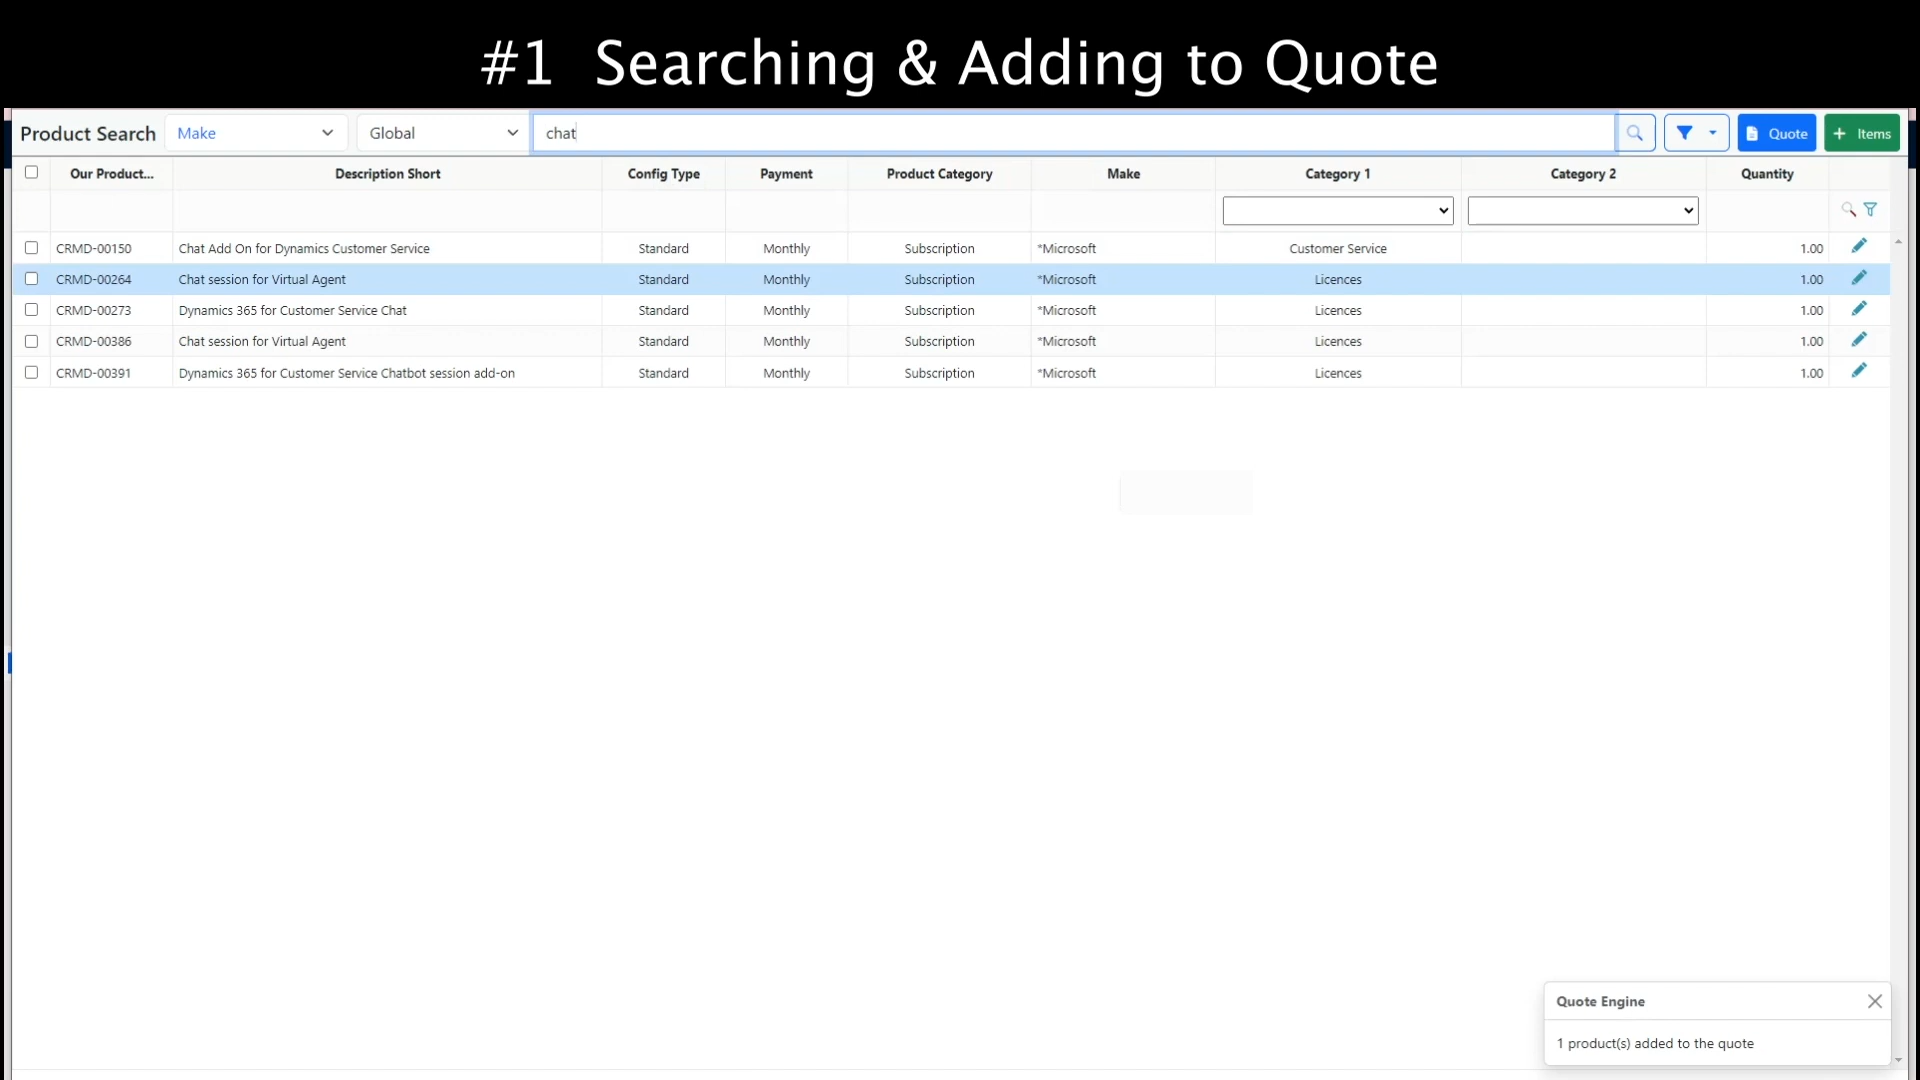 #1 Searching & Adding to Quote
Product Search Make Global chat Quote + Items
Our Product... Description Short Config Type Payment Product Category Make Category 1 Category 2 Quantity
CRMD-00150 Chat Add On for Dynamics Customer Service Standard Monthly Subscription *Microsoft Customer Service 1.00
CRMD-00264 Chat session for Virtual Agent Standard Monthly Subscription *Microsoft Licences 1.00
CRMD-00273 Dynamics 365 for Customer Service Chat Standard Monthly Subscription *Microsoft Licences 1.00
CRMD-00386 Chat session for Virtual Agent Standard Monthly Subscription *Microsoft Licences 1.00
CRMD-00391 Dynamics 365 for Customer Service Chatbot session add-on Standard Monthly Subscription *Microsoft Licences 1.00
Quote Engine
1 product(s) added to the quote